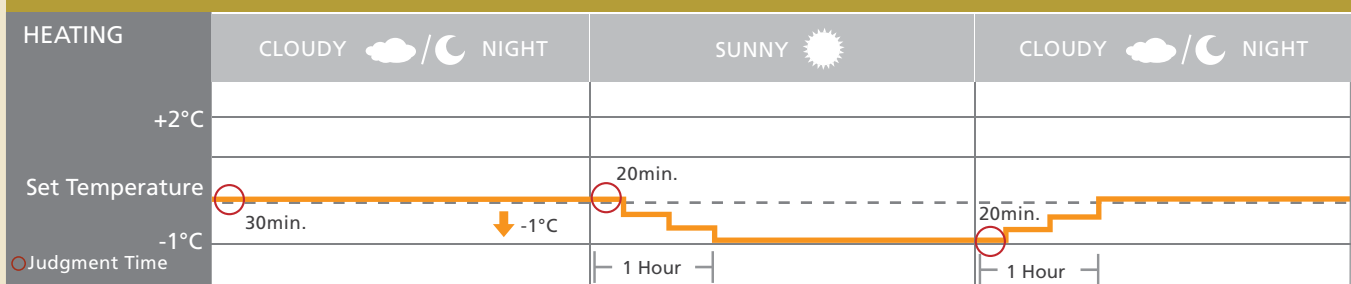 HEATING
CLOUDY / NIGHT
SUNNY
CLOUDY / NIGHT
+2°C
Set Temperature
-1°C
Judgment Time
30min.
-1°C
20min.
1 Hour
20min.
1 Hour